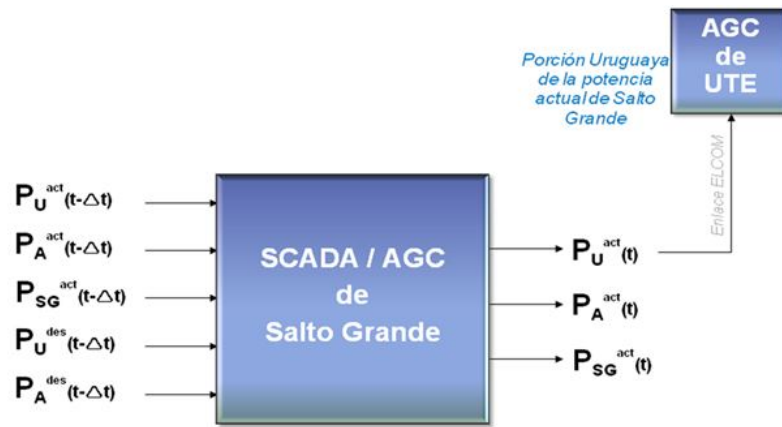 AGC
de
UTE
Porción Uruguaya
de la potencia
actual de Salto
Grande
Enlace ELCOM
P_U^act (t-△t)
P_A^act (t-△t)
P_SG^act (t-△t)
P_U^des (t-△t)
P_A^des (t-△t)
SCADA / AGC
de
Salto Grande
P_U^act (t)
P_A^act (t)
P_SG^act (t)